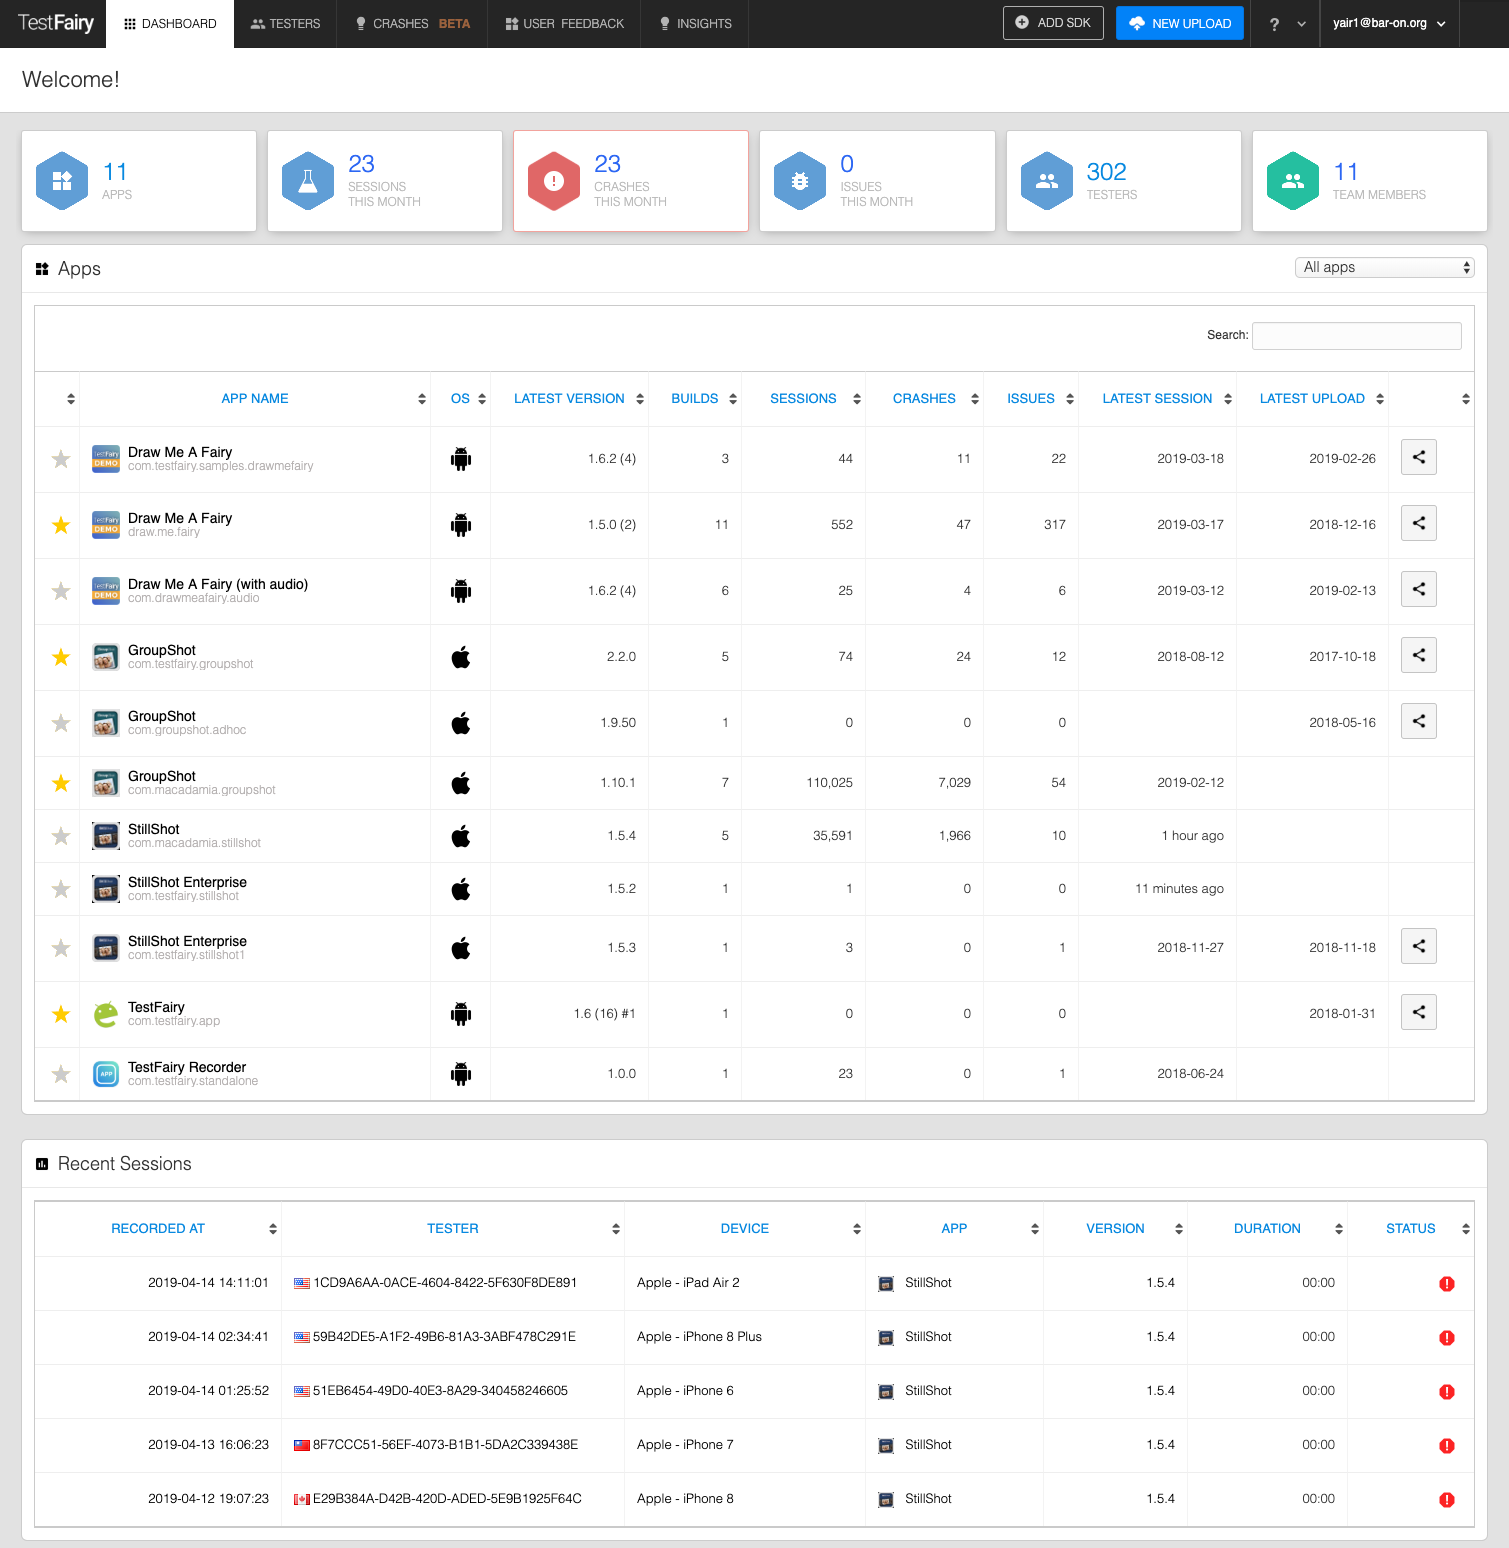 TestFairy DASHBOARD TESTERS CRASHES BETA USER FEEDBACK INSIGHTS ADD SDK NEW UPLOAD ? yair1@bar-on.org
Welcome!
11
APPS
23
SESSIONS
THIS MONTH
23
CRASHES
THIS MONTH
0
ISSUES
THIS MONTH
302
TESTERS
11
TEAM MEMBERS
Apps All apps
Search:
APP NAME OS LATEST VERSION BUILDS SESSIONS CRASHES ISSUES LATEST SESSION LATEST UPLOAD
TestFairy DEMO Draw Me A Fairy 1.6.2 (4) 3 44 11 22 2019-03-18 2019-02-26
com.testfairy.samples.drawmefairy
TestFairy DEMO Draw Me A Fairy 1.5.0 (2) 11 552 47 317 2019-03-17 2018-12-16
draw.me.fairy
TestFairy DEMO Draw Me A Fairy (with audio) 1.6.2 (4) 6 25 4 6 2019-03-12 2019-02-13
com.drawmeafairy.audio
GroupShot 2.2.0 5 74 24 12 2018-08-12 2017-10-18
com.testfairy.groupshot
GroupShot 1.9.50 1 0 0 0 2018-05-16
com.groupshot.adhoc
GroupShot 1.10.1 7 110,025 7,029 54 2019-02-12
com.macadamia.groupshot
StillShot 1.5.4 5 35,591 1,966 10 1 hour ago
com.macadamia.stillshot
StillShot Enterprise 1.5.2 1 1 0 0 11 minutes ago
com.testfairy.stillshot
StillShot Enterprise 1.5.3 1 3 0 1 2018-11-27 2018-11-18
com.testfairy.stillshot1
TestFairy 1.6 (16) #1 1 0 0 0 2018-01-31
com.testfairy.app
APP TestFairy Recorder 1.0.0 1 23 0 1 2018-06-24
com.testfairy.standalone
Recent Sessions
RECORDED AT TESTER DEVICE APP VERSION DURATION STATUS
2019-04-14 14:11:01 1CD9A6AA-0ACE-4604-8422-5F630F8DE891 Apple - iPad Air 2 StillShot 1.5.4 00:00
2019-04-14 02:34:41 59B42DE5-A1F2-49B6-81A3-3ABF478C291E Apple - iPhone 8 Plus StillShot 1.5.4 00:00
2019-04-14 01:25:52 51EB6454-49D0-40E3-8A29-340458246605 Apple - iPhone 6 StillShot 1.5.4 00:00
2019-04-13 16:06:23 8F7CCC51-56EF-4073-B1B1-5DA2C339438E Apple - iPhone 7 StillShot 1.5.4 00:00
2019-04-12 19:07:23 E29B384A-D42B-420D-ADED-5E9B1925F64C Apple - iPhone 8 StillShot 1.5.4 00:00